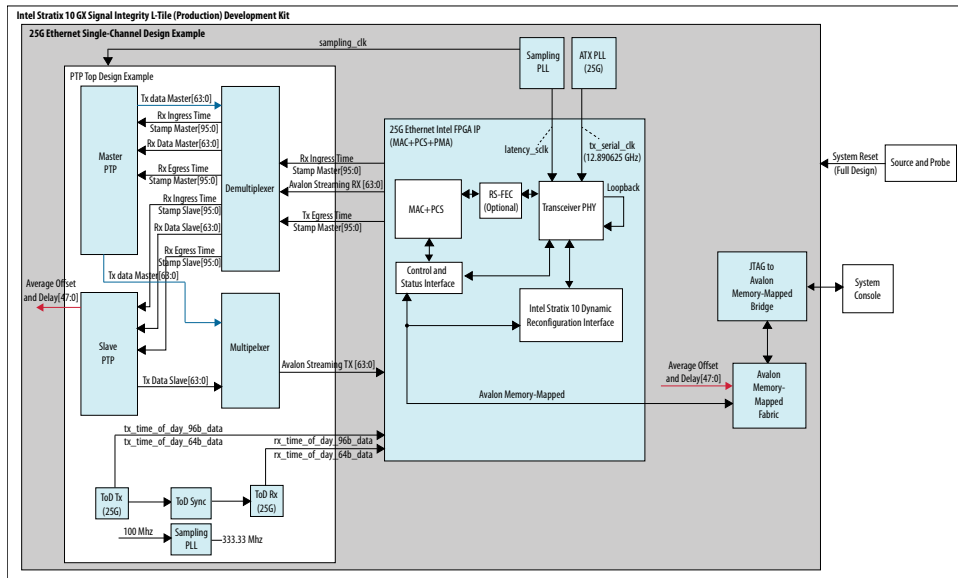 Intel Stratix 10 GX Signal Integrity L-Tile (Production) Development Kit
25G Ethernet Single-Channel Design Example
sampling_clk
Sampling
PLL
ATX PLL
(25G)
PTP Top Design Example
Tx data Master[63:0]
Rx Ingress Time
Stamp Master[95:0]
Rx Data Master[63:0]
Rx Egress Time
Stamp Master[95:0]
Rx Ingress Time
Stamp Slave[95:0]
Rx Data Slave[63:0]
Rx Egress Time
Stamp Slave[95:0]
Tx data Master[63:0]
Master
PTP
Demultiplexer
Rx Ingress Time
Stamp Master[95:0]
Avalon Streaming RX [63:0]
Tx Egress Time
Stamp Master[95:0]
25G Ethernet Intel FPGA IP
(MAC+PCS+PMA)
latency_sclk
tx_serial_clk
(12.890625 GHz)
MAC+PCS
RS-FEC
(Optional)
Transceiver PHY
Loopback
Control and
Status Interface
Intel Stratix 10 Dynamic
Reconfiguration Interface
System Reset
(Full Design)
Source and Probe
JTAG to
Avalon
Memory-Mapped
Bridge
System
Console
Average Offset
and Delay[47:0]
Slave
PTP
Multipelxer
Tx Data Slave[63:0]
Avalon Streaming TX [63:0]
Average Offset
and Delay[47:0]
Avalon Memory-Mapped
Avalon
Memory-
Mapped
Fabric
tx_time_of_day_96b_data
tx_time_of_day_64b_data
rx_time_of_day_96b_data
rx_time_of_day_64b_data
ToD Tx
(25G)
ToD Sync
ToD Rx
(25G)
100 Mhz
Sampling
PLL
333.33 Mhz